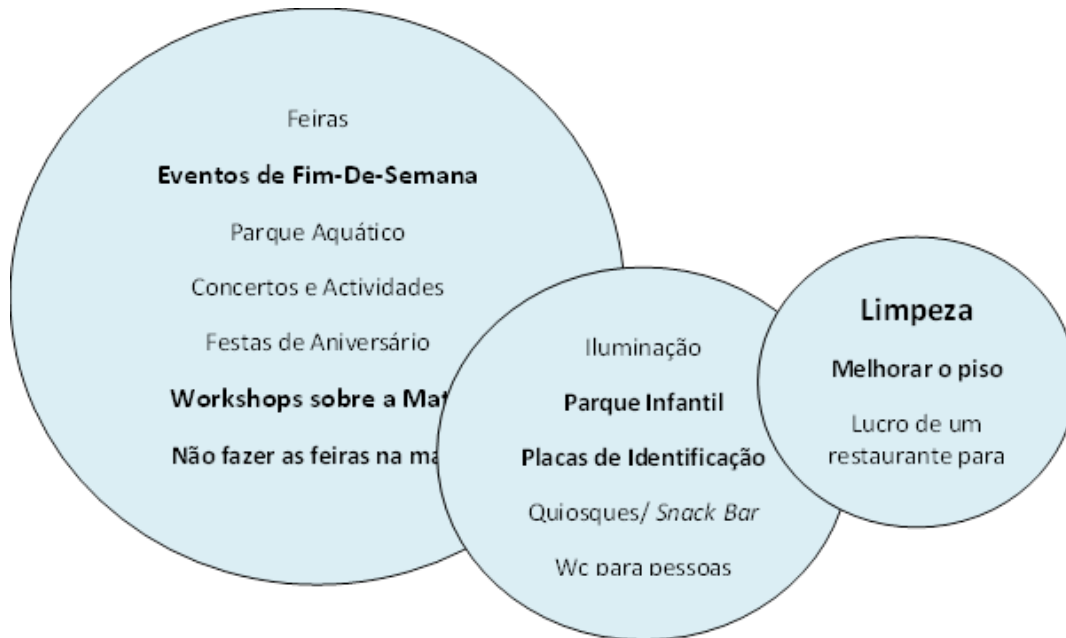 Feiras
Eventos de Fim-De-Semana
Parque Aquático
Concertos e Actividades
Festas de Aniversário
Workshops sobre a Mat
Não fazer as feiras na ma
Iluminação
Parque Infantil
Placas de Identificação
Quiosques/ Snack Bar
Wc para pessoas
Limpeza
Melhorar o piso
Lucro de um
restaurante para